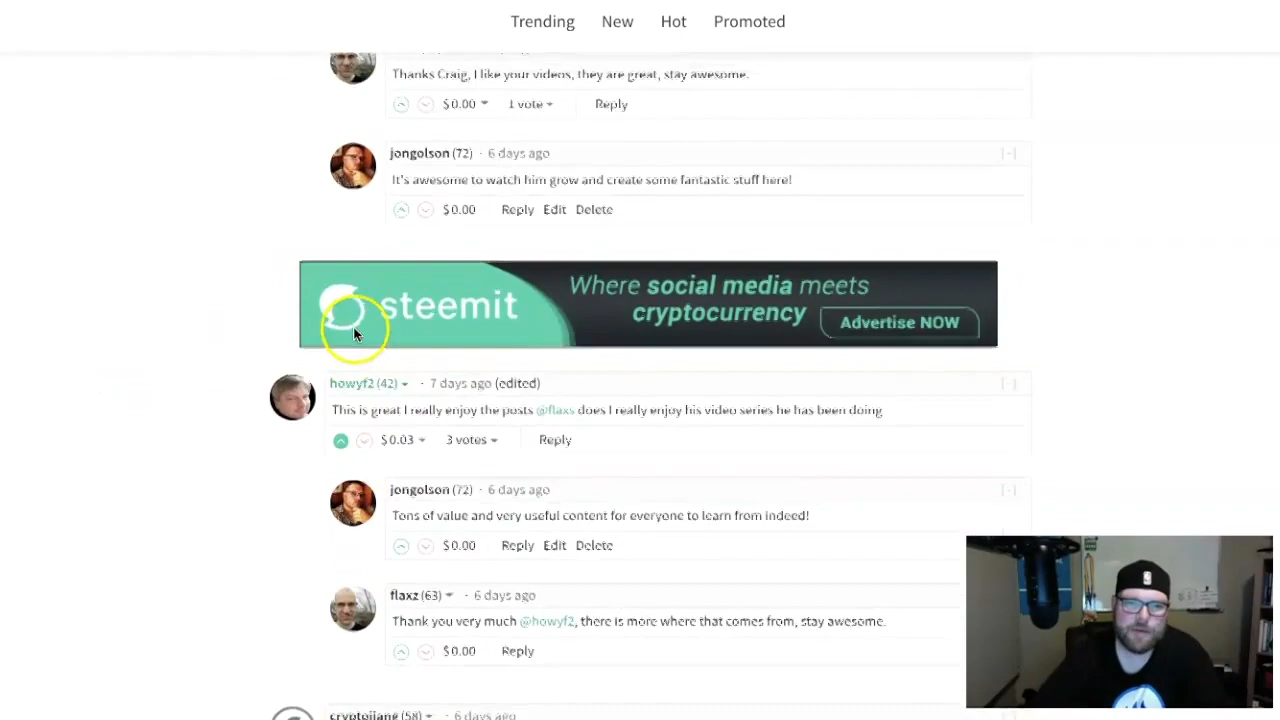 Trending New Hot Promoted
Thanks Craig, I like your videos, they are great, stay awesome.
$0.00 1 vote Reply
jongolson (72) · 6 days ago [-]
It's awesome to watch him grow and create some fantastic stuff here!
$0.00 Reply Edit Delete
steemit
Where social media meets
cryptocurrency
Advertise NOW
howyf2 (42) · 7 days ago (edited) [-]
This is great I really enjoy the posts @flaxs does I really enjoy his video series he has been doing
$0.03 3 votes Reply
jongolson (72) · 6 days ago [-]
Tons of value and very useful content for everyone to learn from indeed!
$0.00 Reply Edit Delete
flaxz (63) · 6 days ago
Thank you very much @howyf2, there is more where that comes from, stay awesome.
$0.00 Reply
cryptojiang (58) · 6 days ago